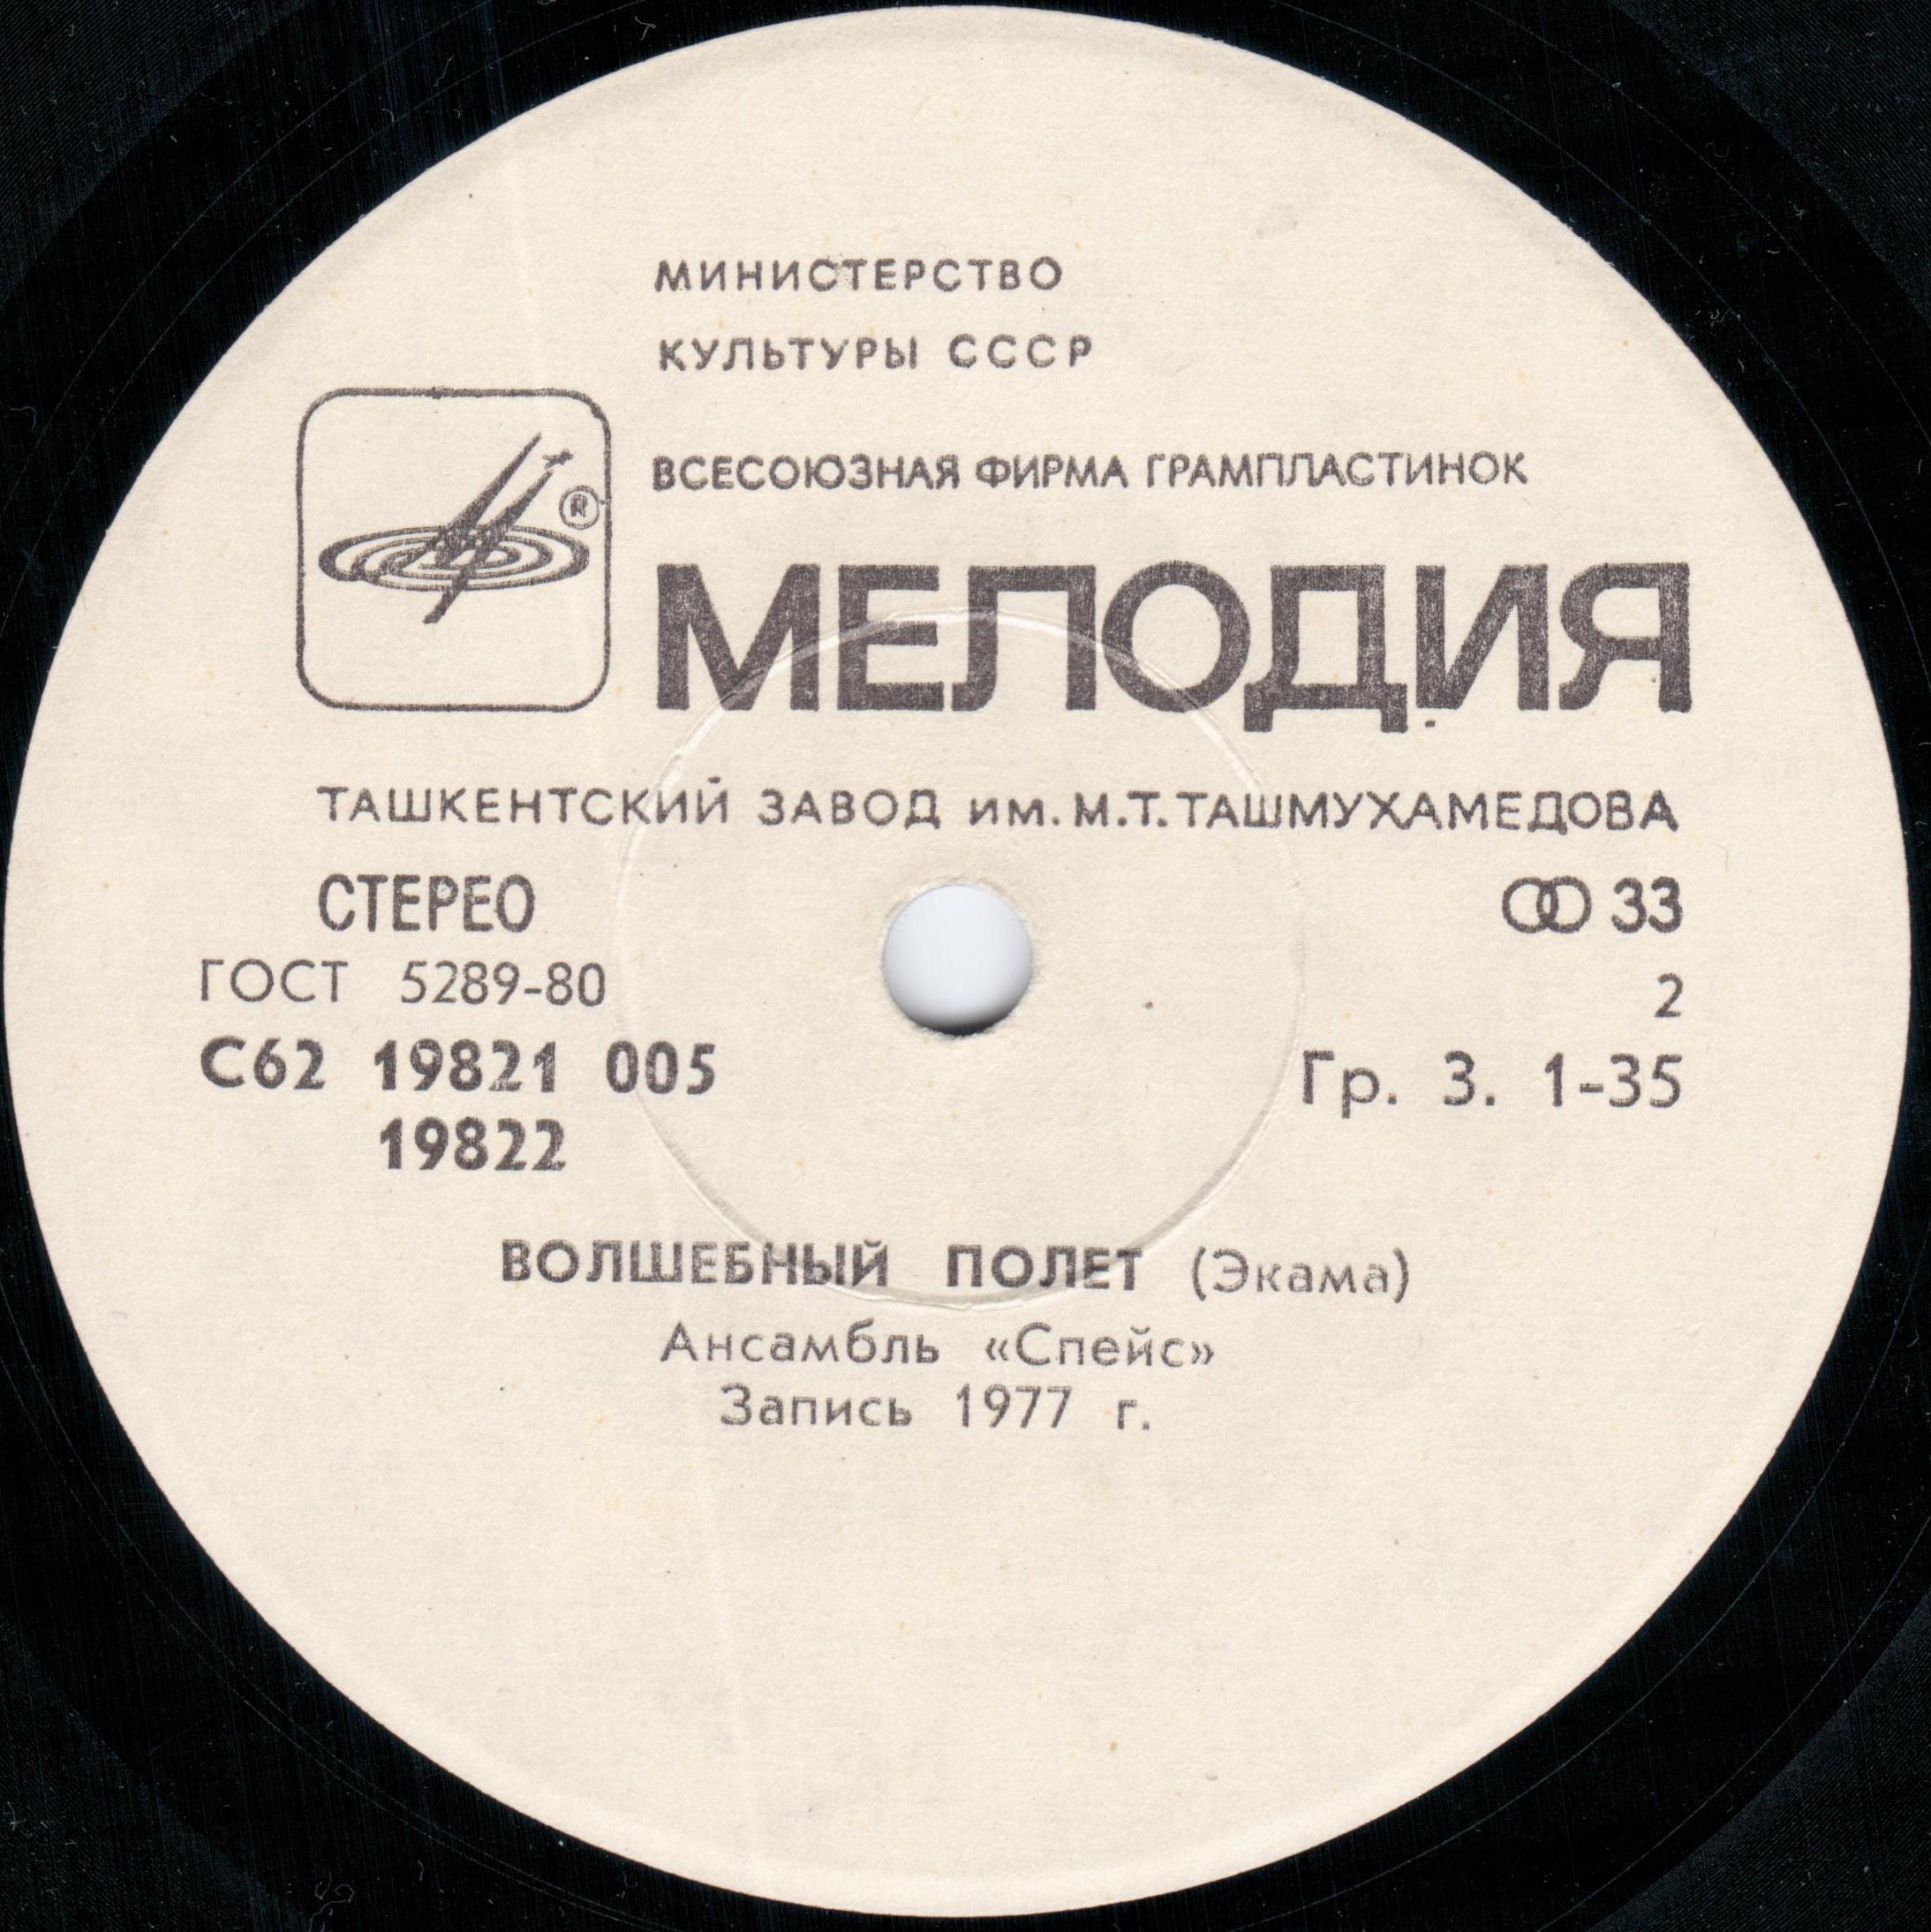 МИНИСТЕРСТВО
КУЛЬТУРЫ СССР
ВСЕСОЮЗНАЯ ФИРМА ГРАМПЛАСТИНОК
®
МЕЛОДИЯ
ТАШКЕНТСКИЙ ЗАВОД им. М.Т. ТАШМУХАМЕДОВА
СТЕРЕО
33
ГОСТ 5289-80
2
С62 19821 005
Гр. 3. 1-35
19822
ВОЛШЕБНЫЙ ПОЛЕТ (Экама)
Ансамбль «Спейс»
Запись 1977 г.